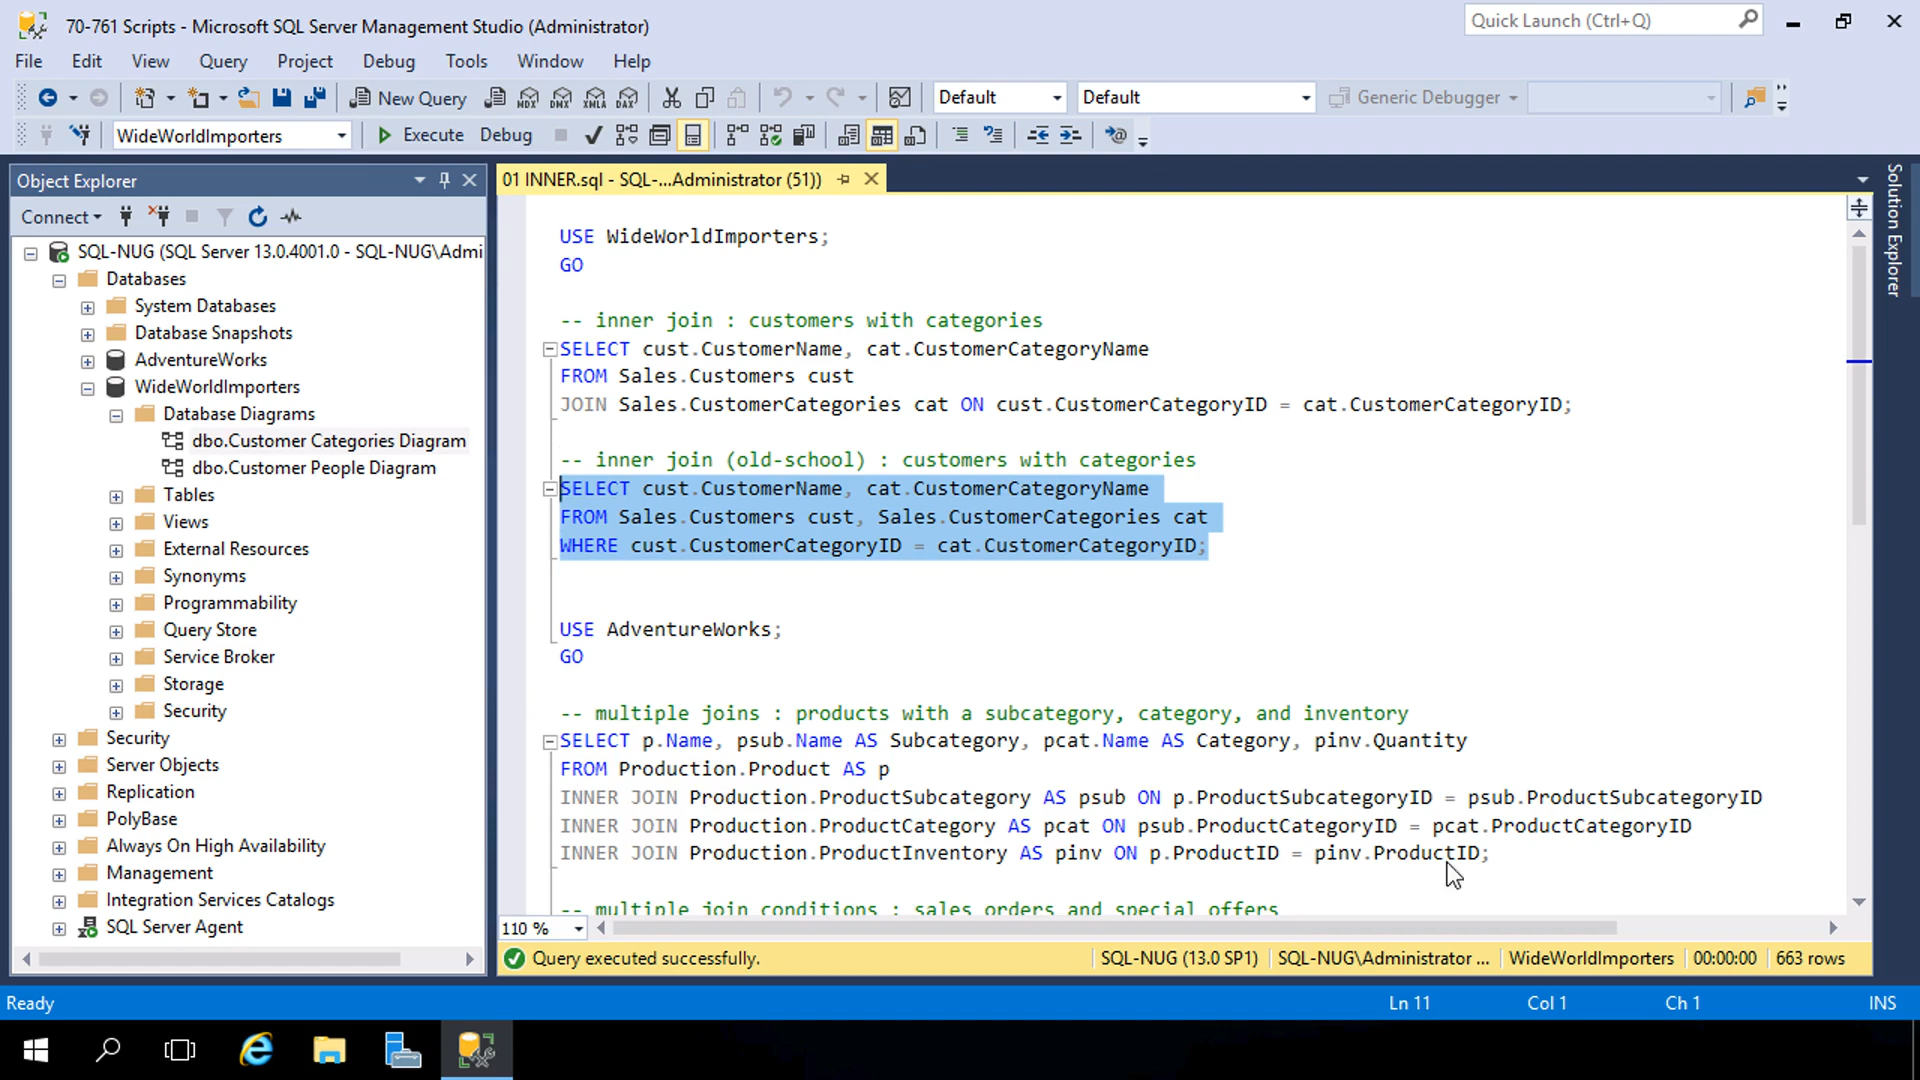 70-761 Scripts - Microsoft SQL Server Management Studio (Administrator)
Quick Launch (Ctrl+Q)
File Edit View Query Project Debug Tools Window Help
New Query
MDX DMX XMLA DAX
Default
Default
Generic Debugger
WideWorldImporters
Execute
Debug
Object Explorer
Connect
SQL-NUG (SQL Server 13.0.4001.0 - SQL-NUG\Admi
Databases
System Databases
Database Snapshots
AdventureWorks
WideWorldImporters
Database Diagrams
dbo.Customer Categories Diagram
dbo.Customer People Diagram
Tables
Views
External Resources
Synonyms
Programmability
Query Store
Service Broker
Storage
Security
Security
Server Objects
Replication
PolyBase
Always On High Availability
Management
Integration Services Catalogs
SQL Server Agent
01 INNER.sql - SQL-...Administrator (51))
USE WideWorldImporters;
GO
-- inner join : customers with categories
SELECT cust.CustomerName, cat.CustomerCategoryName
FROM Sales.Customers cust
JOIN Sales.CustomerCategories cat ON cust.CustomerCategoryID = cat.CustomerCategoryID;
-- inner join (old-school) : customers with categories
SELECT cust.CustomerName, cat.CustomerCategoryName
FROM Sales.Customers cust, Sales.CustomerCategories cat
WHERE cust.CustomerCategoryID = cat.CustomerCategoryID;
USE AdventureWorks;
GO
-- multiple joins : products with a subcategory, category, and inventory
SELECT p.Name, psub.Name AS Subcategory, pcat.Name AS Category, pinv.Quantity
FROM Production.Product AS p
INNER JOIN Production.ProductSubcategory AS psub ON p.ProductSubcategoryID = psub.ProductSubcategoryID
INNER JOIN Production.ProductCategory AS pcat ON psub.ProductCategoryID = pcat.ProductCategoryID
INNER JOIN Production.ProductInventory AS pinv ON p.ProductID = pinv.ProductID;
-- multiple join conditions : sales orders and special offers
110 %
Query executed successfully.
SQL-NUG (13.0 SP1)
SQL-NUG\Administrator ...
WideWorldImporters
00:00:00
663 rows
Solution Explorer
Ready
Ln 11
Col 1
Ch 1
INS